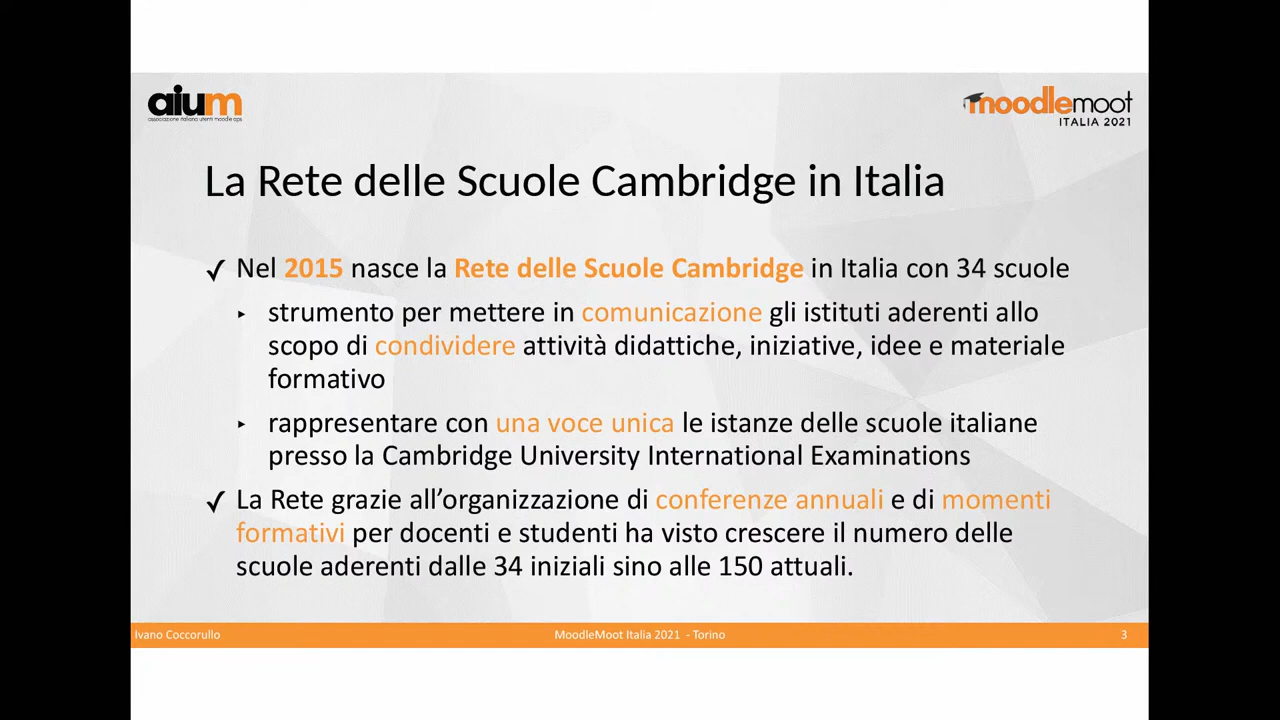 aium
associazione italiana utenti moodle aps
moodlemoot
ITALIA 2021
La Rete delle Scuole Cambridge in Italia
✓ Nel 2015 nasce la Rete delle Scuole Cambridge in Italia con 34 scuole
▸ strumento per mettere in comunicazione gli istituti aderenti allo
scopo di condividere attività didattiche, iniziative, idee e materiale
formativo
▸ rappresentare con una voce unica le istanze delle scuole italiane
presso la Cambridge University International Examinations
✓ La Rete grazie all’organizzazione di conferenze annuali e di momenti
formativi per docenti e studenti ha visto crescere il numero delle
scuole aderenti dalle 34 iniziali sino alle 150 attuali.
Ivano Coccorullo
MoodleMoot Italia 2021 - Torino
3